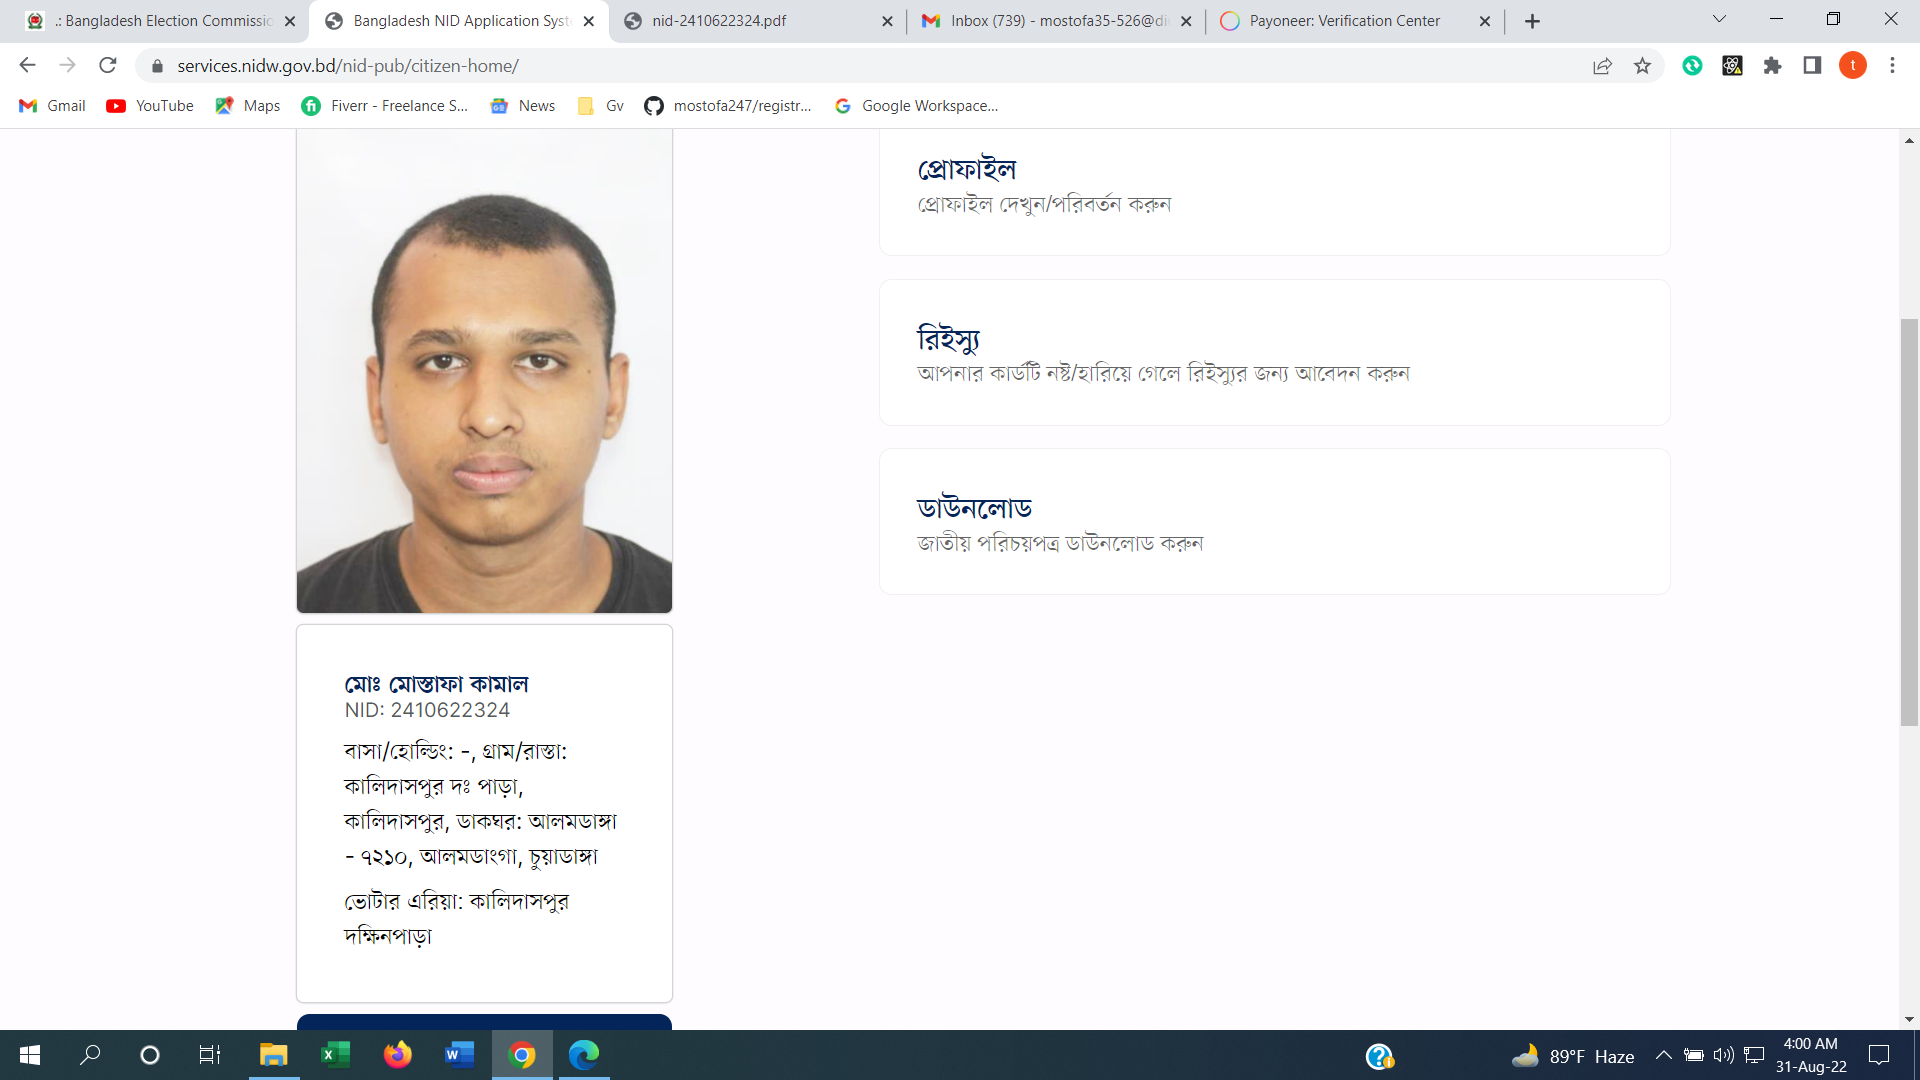 .: Bangladesh Election Commissio
Bangladesh NID Application Syst
nid-2410622324.pdf
Inbox (739) - mostofa35-526@di
Payoneer: Verification Center
services.nidw.gov.bd/nid-pub/citizen-home/
t
Gmail
YouTube
Maps
Fiverr - Freelance S...
News
Gv
mostofa247/registr...
Google Workspace...
প্রোফাইল
প্রোফাইল দেখুন/পরিবর্তন করুন
রিইস্যু
আপনার কার্ডটি নষ্ট/হারিয়ে গেলে রিইস্যুর জন্য আবেদন করুন
ডাউনলোড
জাতীয় পরিচয়পত্র ডাউনলোড করুন
মোঃ মোস্তাফা কামাল
NID: 2410622324
বাসা/হোল্ডিং: -, গ্রাম/রাস্তা:
কালিদাসপুর দঃ পাড়া,
কালিদাসপুর, ডাকঘর: আলমডাঙ্গা
- ৭২১০, আলমডাংগা, চুয়াডাঙ্গা
ভোটার এরিয়া: কালিদাসপুর
দক্ষিনপাড়া
89°F Haze
4:00 AM
31-Aug-22